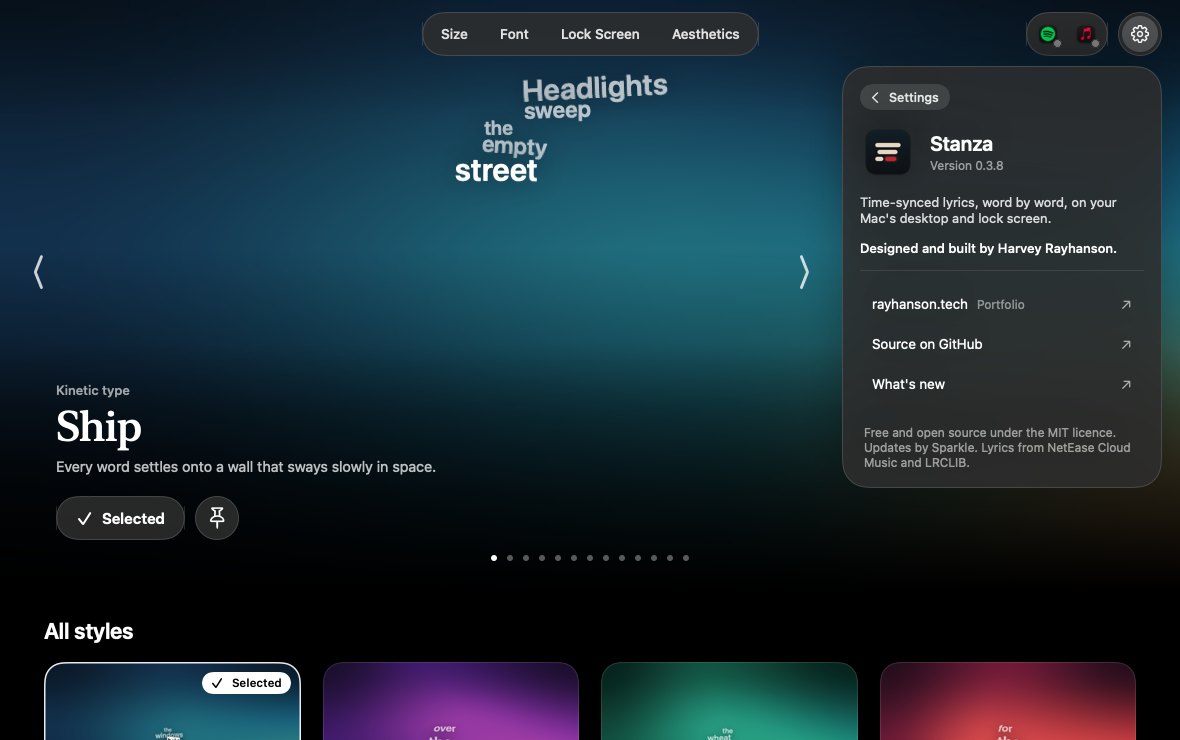 Size Font Lock Screen Aesthetics
Headlights
sweep
the
empty
street
Settings
Stanza
Version 0.3.8
Time-synced lyrics, word by word, on your
Mac's desktop and lock screen.
Designed and built by Harvey Rayhanson.
rayhanson.tech Portfolio
Source on GitHub
What's new
Free and open source under the MIT licence.
Updates by Sparkle. Lyrics from NetEase Cloud
Music and LRCLIB.
Kinetic type
Ship
Every word settles onto a wall that sways slowly in space.
Selected
All styles
Selected
the
windows
over
the
wheat
for